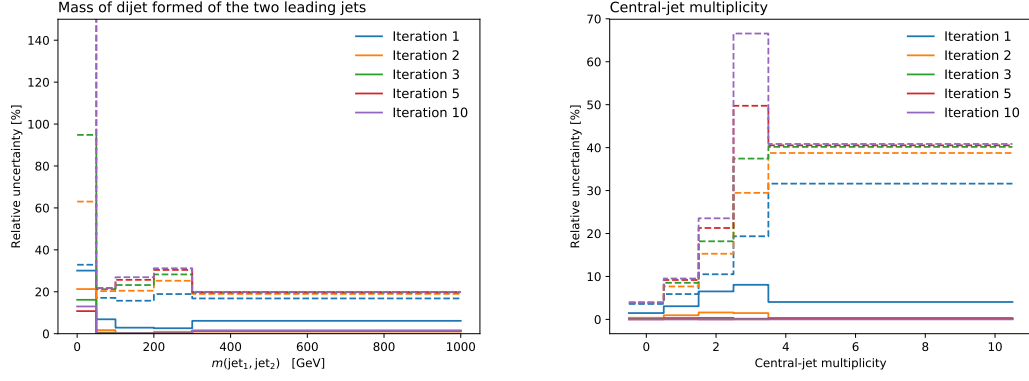 Mass of dijet formed of the two leading jets
140
120
100
80
60
40
20
0
Relative uncertainty [%]
Iteration 1
Iteration 2
Iteration 3
Iteration 5
Iteration 10
0 200 400 600 800 1000
m(jet₁, jet₂) [GeV]
Central-jet multiplicity
70
60
50
40
30
20
10
0
Relative uncertainty [%]
Iteration 1
Iteration 2
Iteration 3
Iteration 5
Iteration 10
0 2 4 6 8 10
Central-jet multiplicity